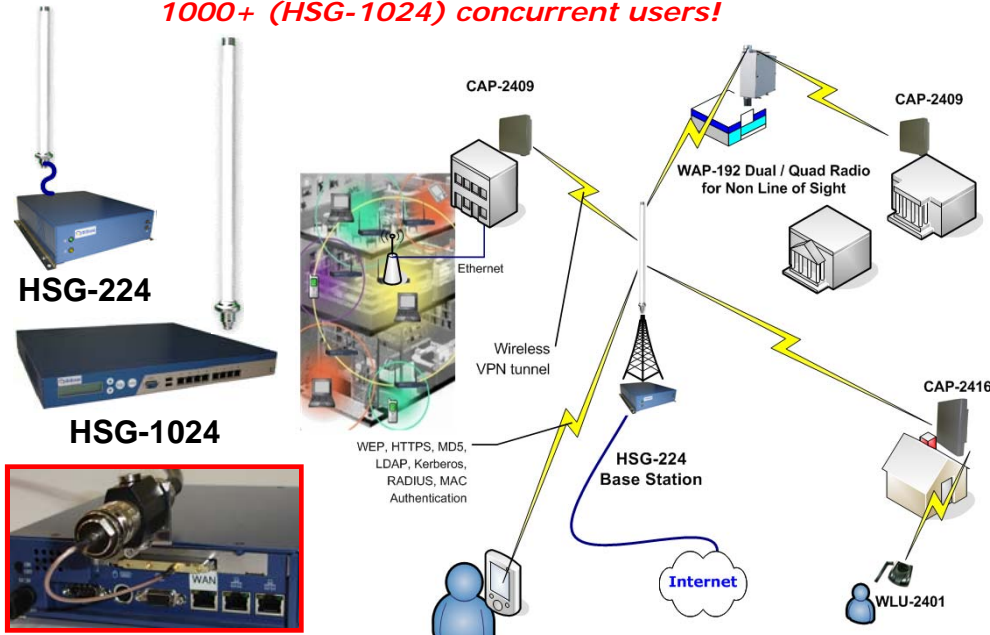 1000+ (HSG-1024) concurrent users!
CAP-2409
CAP-2409
WAP-192 Dual / Quad Radio
for Non Line of Sight
Ethernet
HSG-224
Wireless
VPN tunnel
CAP-2416
HSG-1024
WEP, HTTPS, MD5,
LDAP, Kerberos,
RADIUS, MAC
Authentication
HSG-224
Base Station
WAN
Internet
WLU-2401